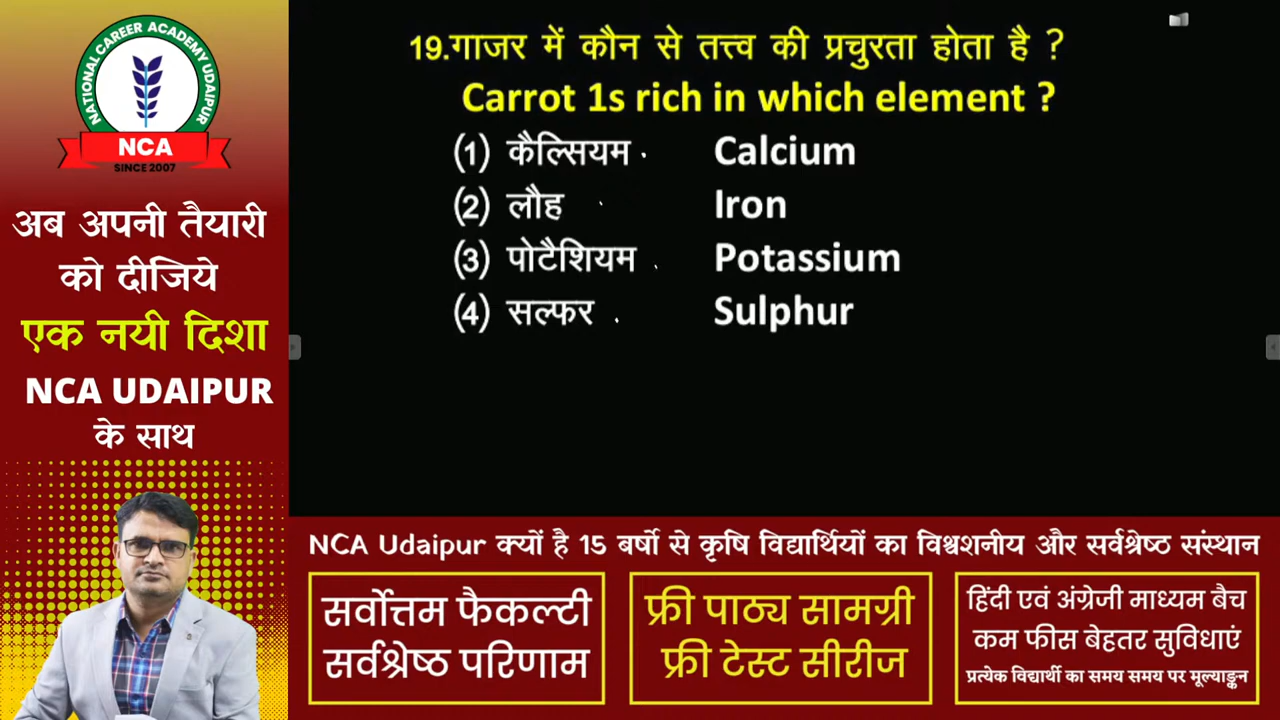 NATIONAL CAREER ACADEMY UDAIPUR
NCA
SINCE 2007
अब अपनी तैयारी
को दीजिये
एक नयी दिशा
NCA UDAIPUR
के साथ
19.गाजर में कौन से तत्त्व की प्रचुरता होता है ?
Carrot 1s rich in which element ?
(1) कैल्सियम Calcium
(2) लौह Iron
(3) पोटैशियम Potassium
(4) सल्फर Sulphur
NCA Udaipur क्यों है 15 बर्षो से कृषि विद्यार्थियों का विश्वशनीय और सर्वश्रेष्ठ संस्थान
सर्वोत्तम फैकल्टी
सर्वश्रेष्ठ परिणाम
फ्री पाठ्य सामग्री
फ्री टेस्ट सीरीज
हिंदी एवं अंग्रेजी माध्यम बैच
कम फीस बेहतर सुविधाएं
प्रत्येक विद्यार्थी का समय समय पर मूल्याङ्कन